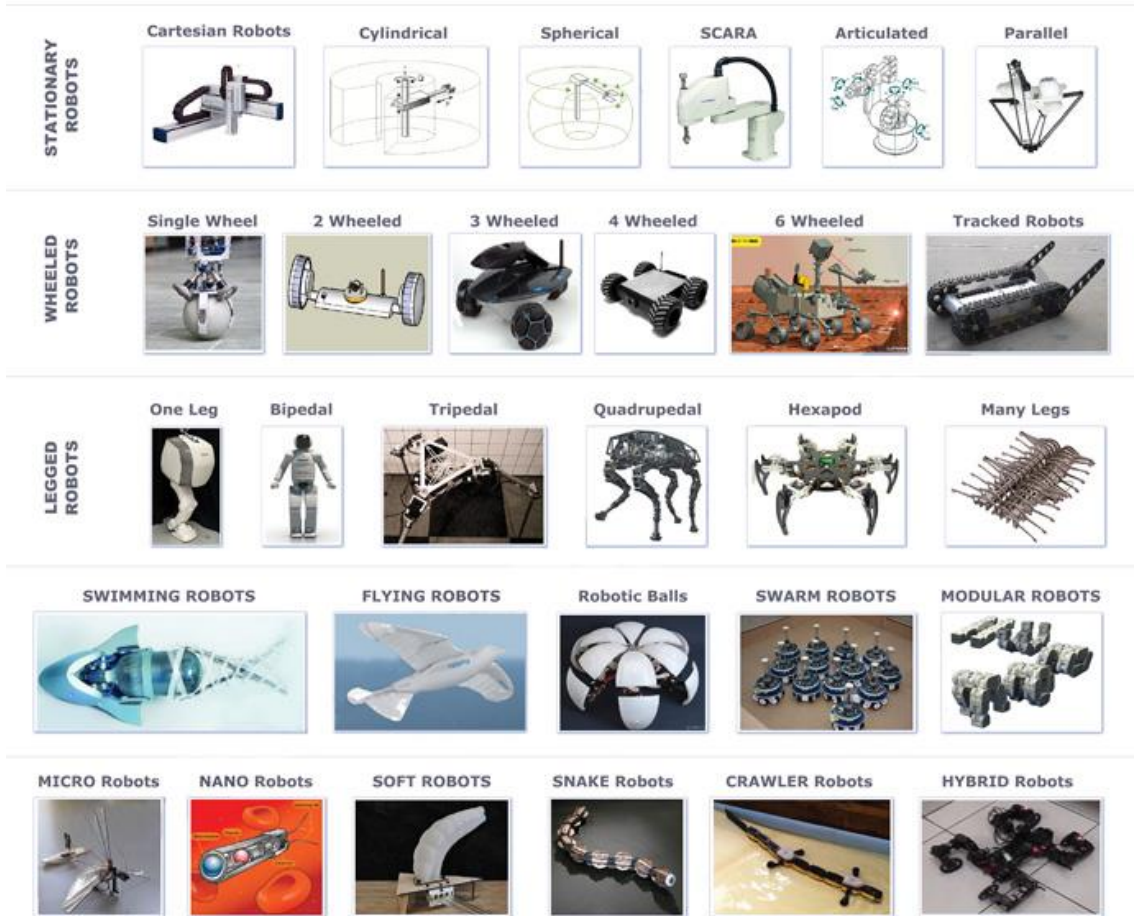 STATIONARY
ROBOTS
Cartesian Robots
Cylindrical
Spherical
SCARA
Articulated
Parallel
WHEELED
ROBOTS
Single Wheel
2 Wheeled
3 Wheeled
4 Wheeled
6 Wheeled
Tracked Robots
LEGGED
ROBOTS
One Leg
Bipedal
Tripedal
Quadrupedal
Hexapod
Many Legs
SWIMMING ROBOTS
FLYING ROBOTS
Robotic Balls
SWARM ROBOTS
MODULAR ROBOTS
MICRO Robots
NANO Robots
SOFT ROBOTS
SNAKE Robots
CRAWLER Robots
HYBRID Robots